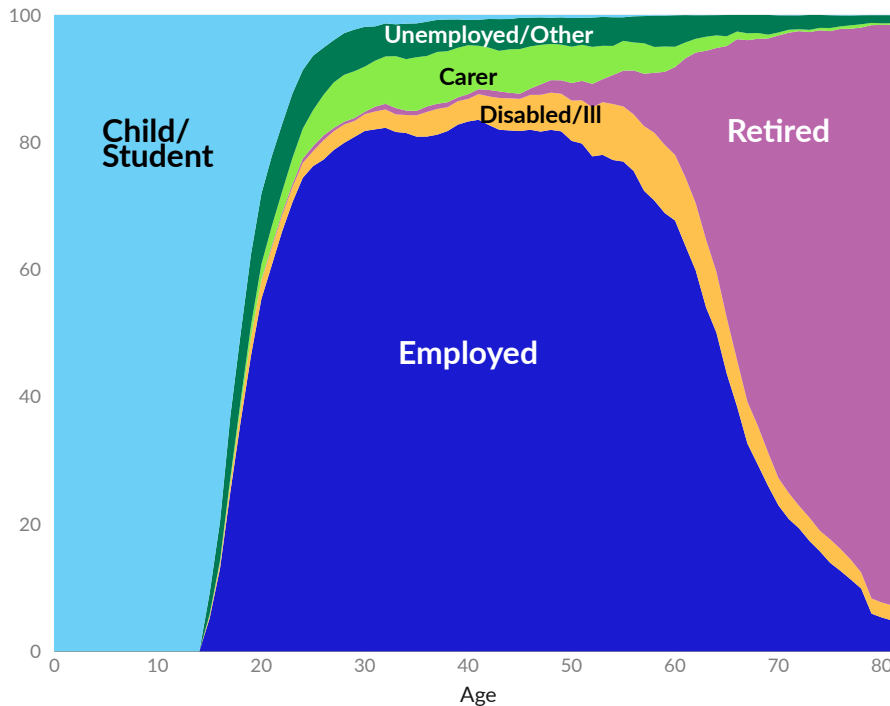 100
Unemployed/Other
Carer
Disabled/Ill
Child/
Student
Retired
80
60
Employed
40
20
0
0 10 20 30 40 50 60 70 80
Age